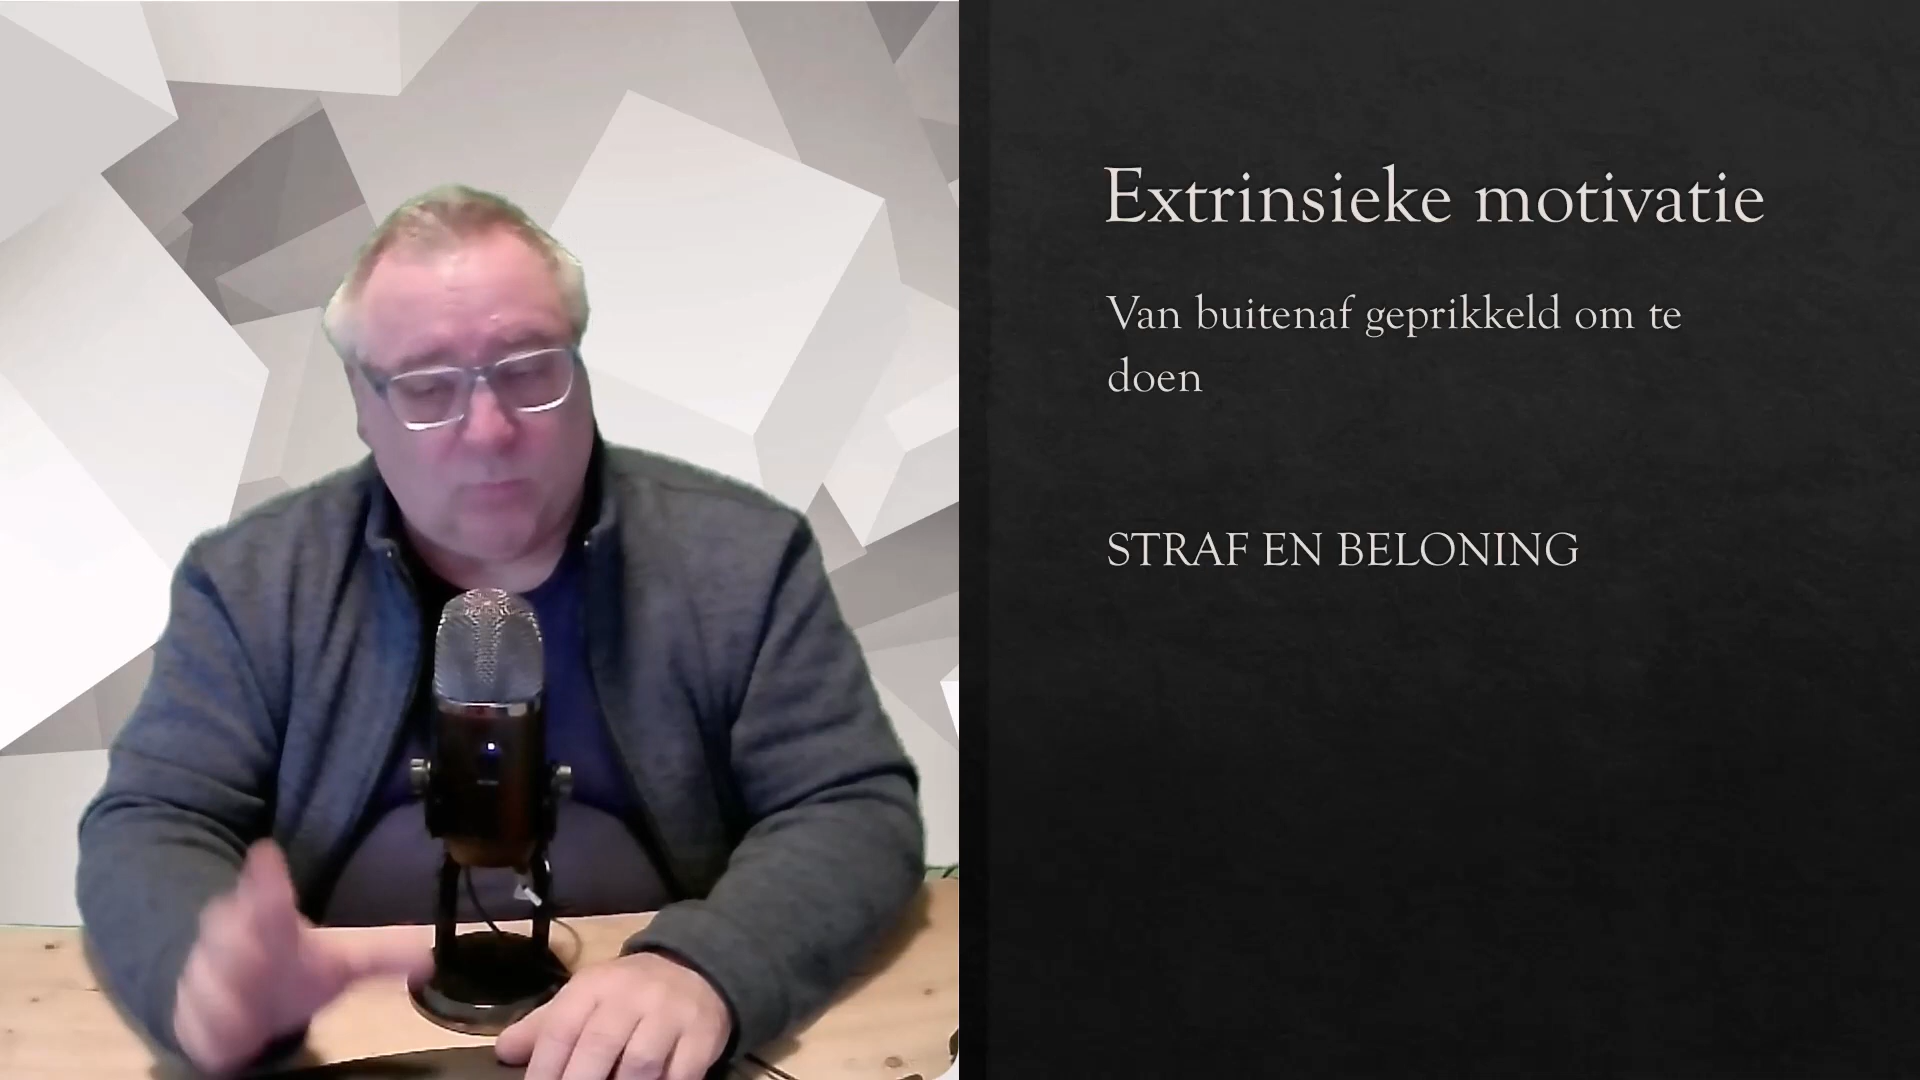 Extrinsieke motivatie
Van buitenaf geprikkeld om te
doen
STRAF EN BELONING